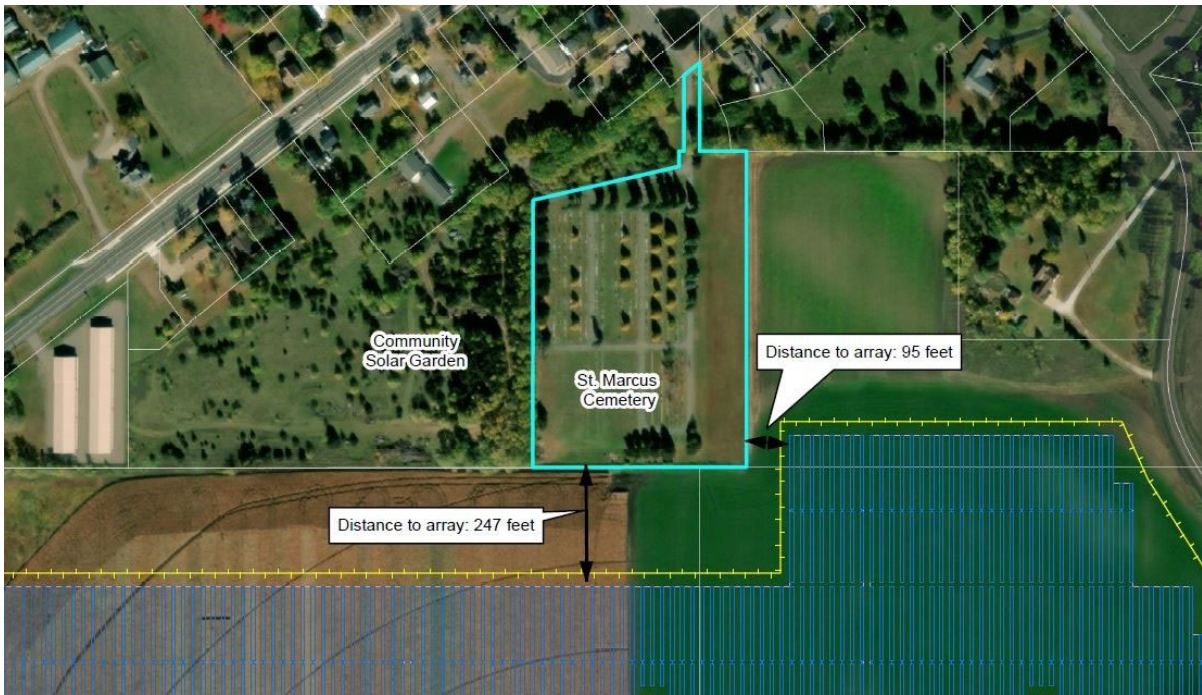 Community
Solar Garden
St. Marcus
Cemetery
Distance to array: 95 feet
Distance to array: 247 feet